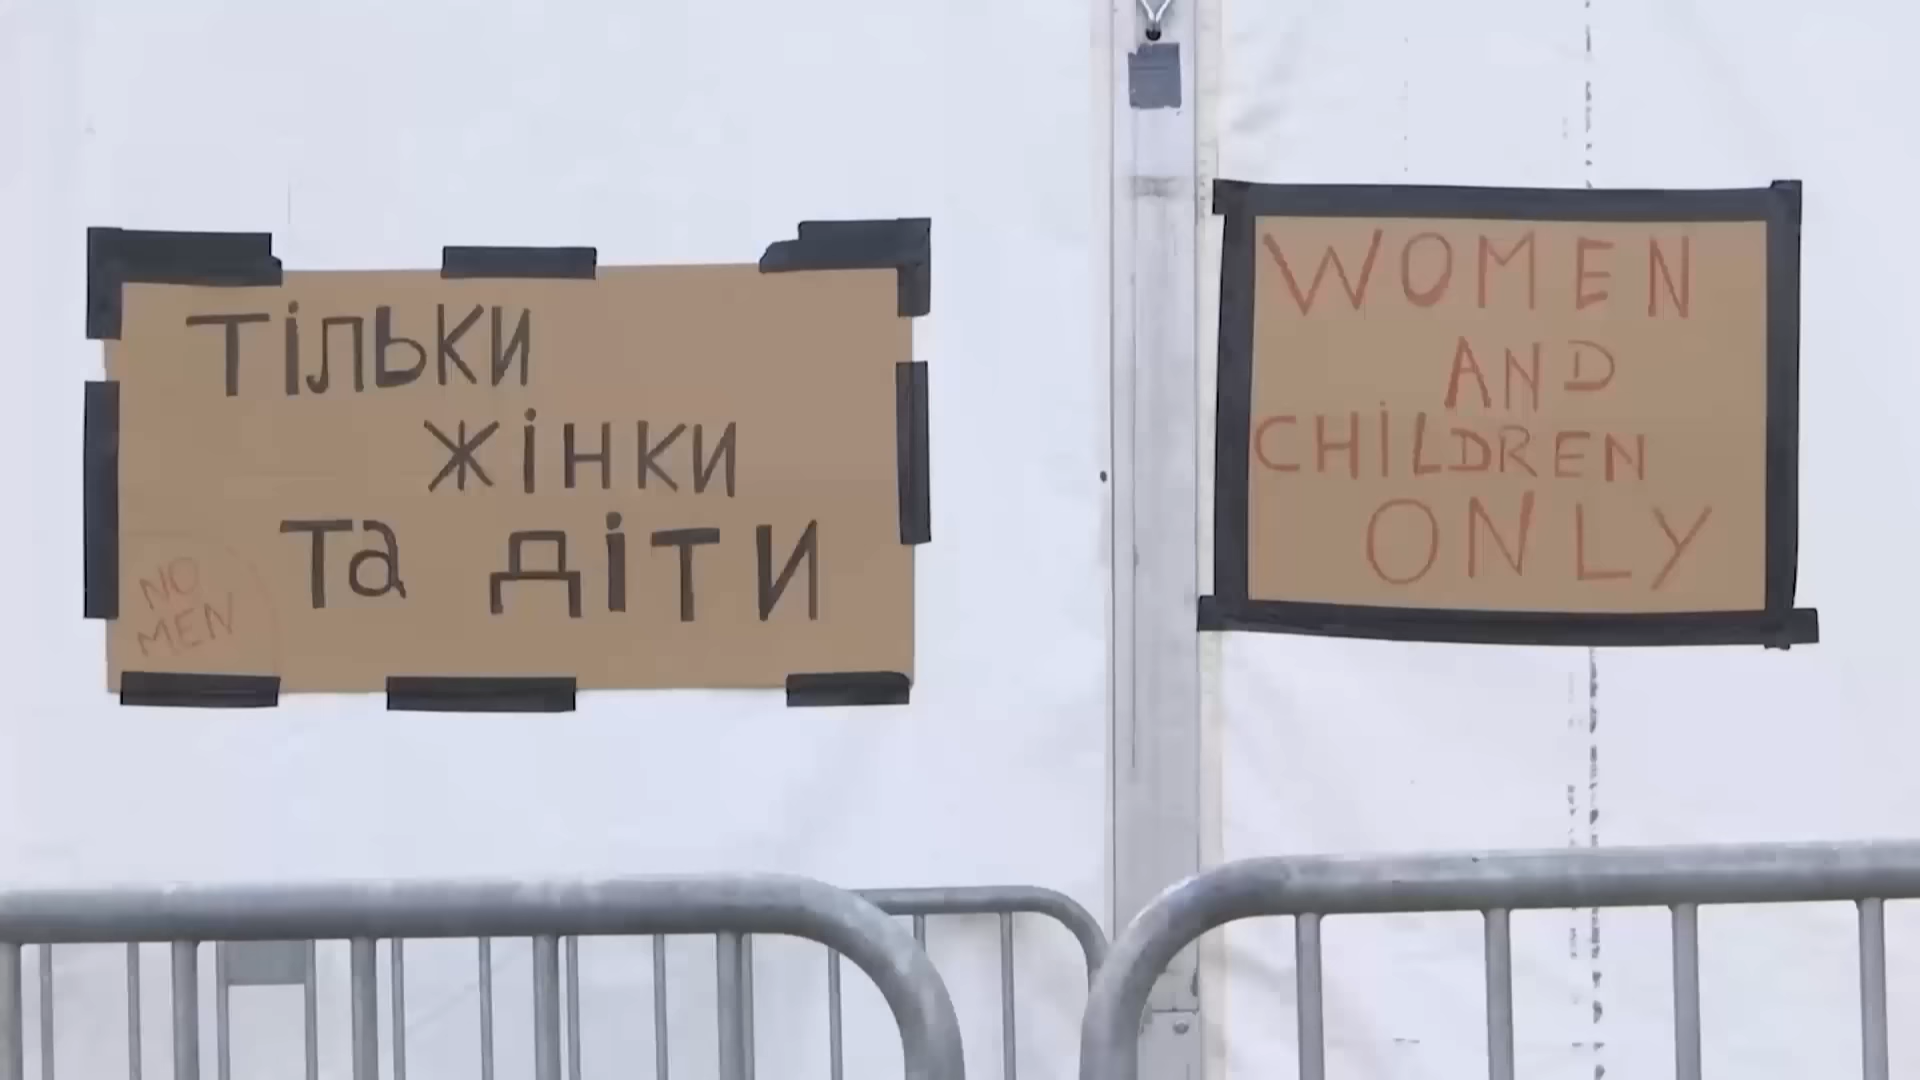 Тільки
жінки
та діти
NO
MEN
WOMEN
AND
CHILDREN
ONLY